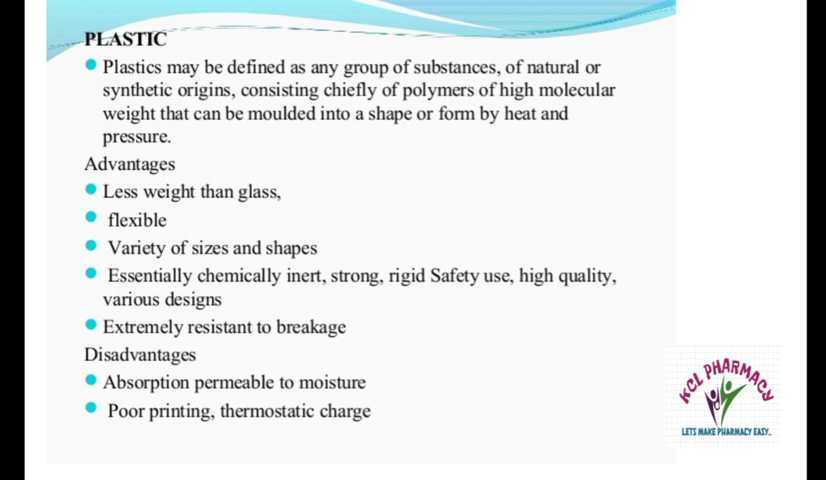 PLASTIC
Plastics may be defined as any group of substances, of natural or
synthetic origins, consisting chiefly of polymers of high molecular
weight that can be moulded into a shape or form by heat and
pressure.
Advantages
Less weight than glass,
flexible
Variety of sizes and shapes
Essentially chemically inert, strong, rigid Safety use, high quality,
various designs
Extremely resistant to breakage
Disadvantages
Absorption permeable to moisture
Poor printing, thermostatic charge
KCL PHARMACY
LETS MAKE PHARMACY EASY..